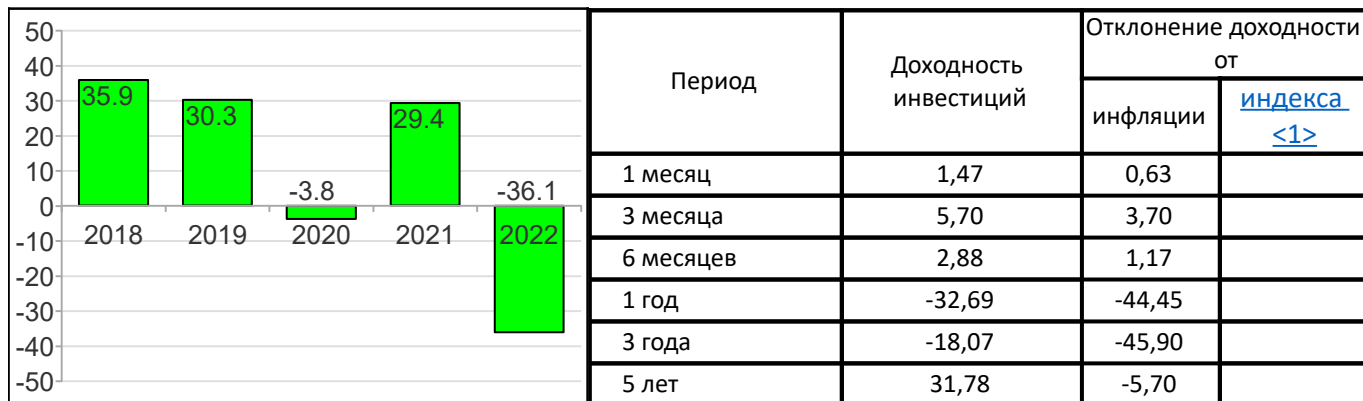 50
40
30
20
10
0
-10
-20
-30
-40
-50
35.9
30.3
-3.8
29.4
-36.1
2018
2019
2020
2021
2022
Период
Доходность
инвестиций
Отклонение доходности
от
инфляции
индекса
<1>
1 месяц 1,47 0,63
3 месяца 5,70 3,70
6 месяцев 2,88 1,17
1 год -32,69 -44,45
3 года -18,07 -45,90
5 лет 31,78 -5,70